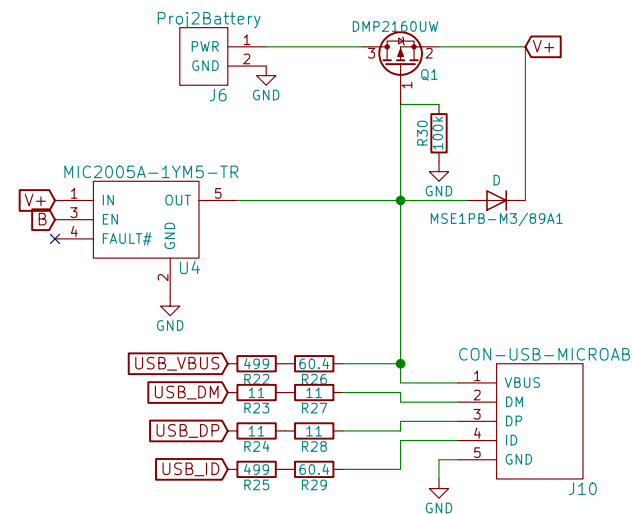 Proj2Battery
DMP2160UW
PWR 1
GND 2
3 2
V+
Q1
J6
GND
1
R30
100k
MIC2005A-1YM5-TR
GND
D
V+ 1 IN OUT 5
B 3 EN
MSE1PB-M3/89A1
4 FAULT# GND
U4
2
GND
CON-USB-MICROAB
USB_VBUS 499 60.4
R22 R26
1 VBUS
USB_DM 11 11
2 DM
R23 R27
3 DP
USB_DP 11 11
4 ID
R24 R28
5 GND
USB_ID 499 60.4
R25 R29
J10
GND